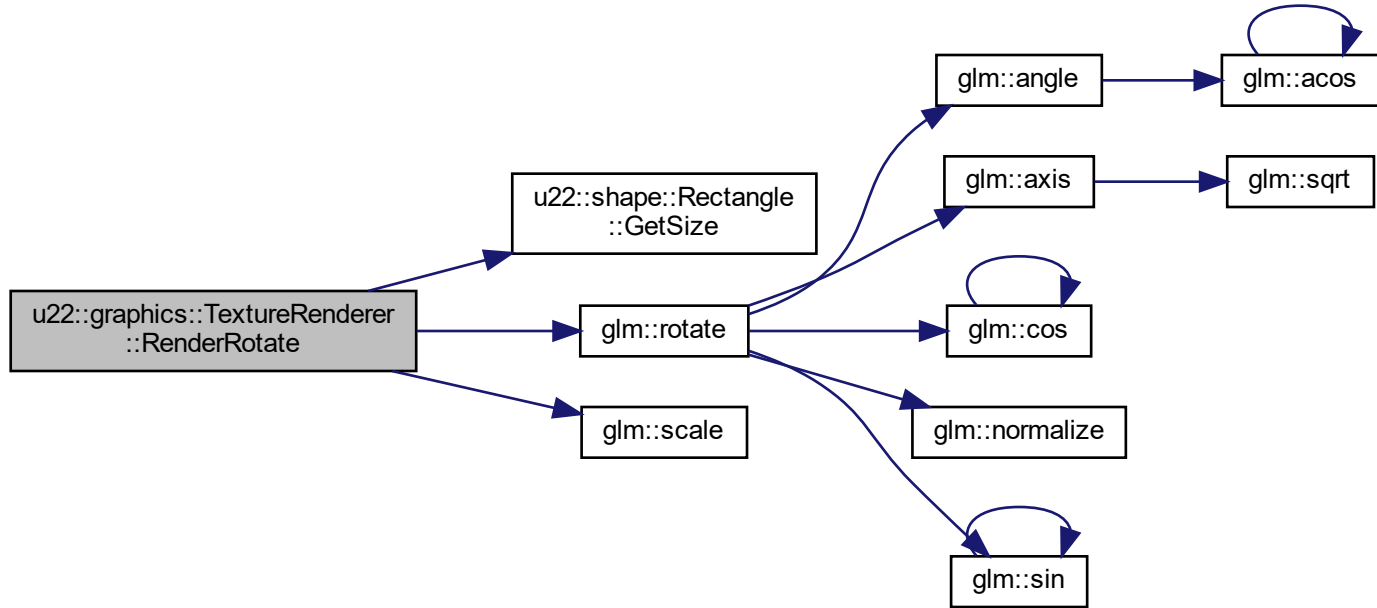 u22::graphics::TextureRenderer
::RenderRotate
u22::shape::Rectangle
::GetSize
glm::rotate
glm::scale
glm::angle
glm::axis
glm::cos
glm::normalize
glm::sin
glm::acos
glm::sqrt